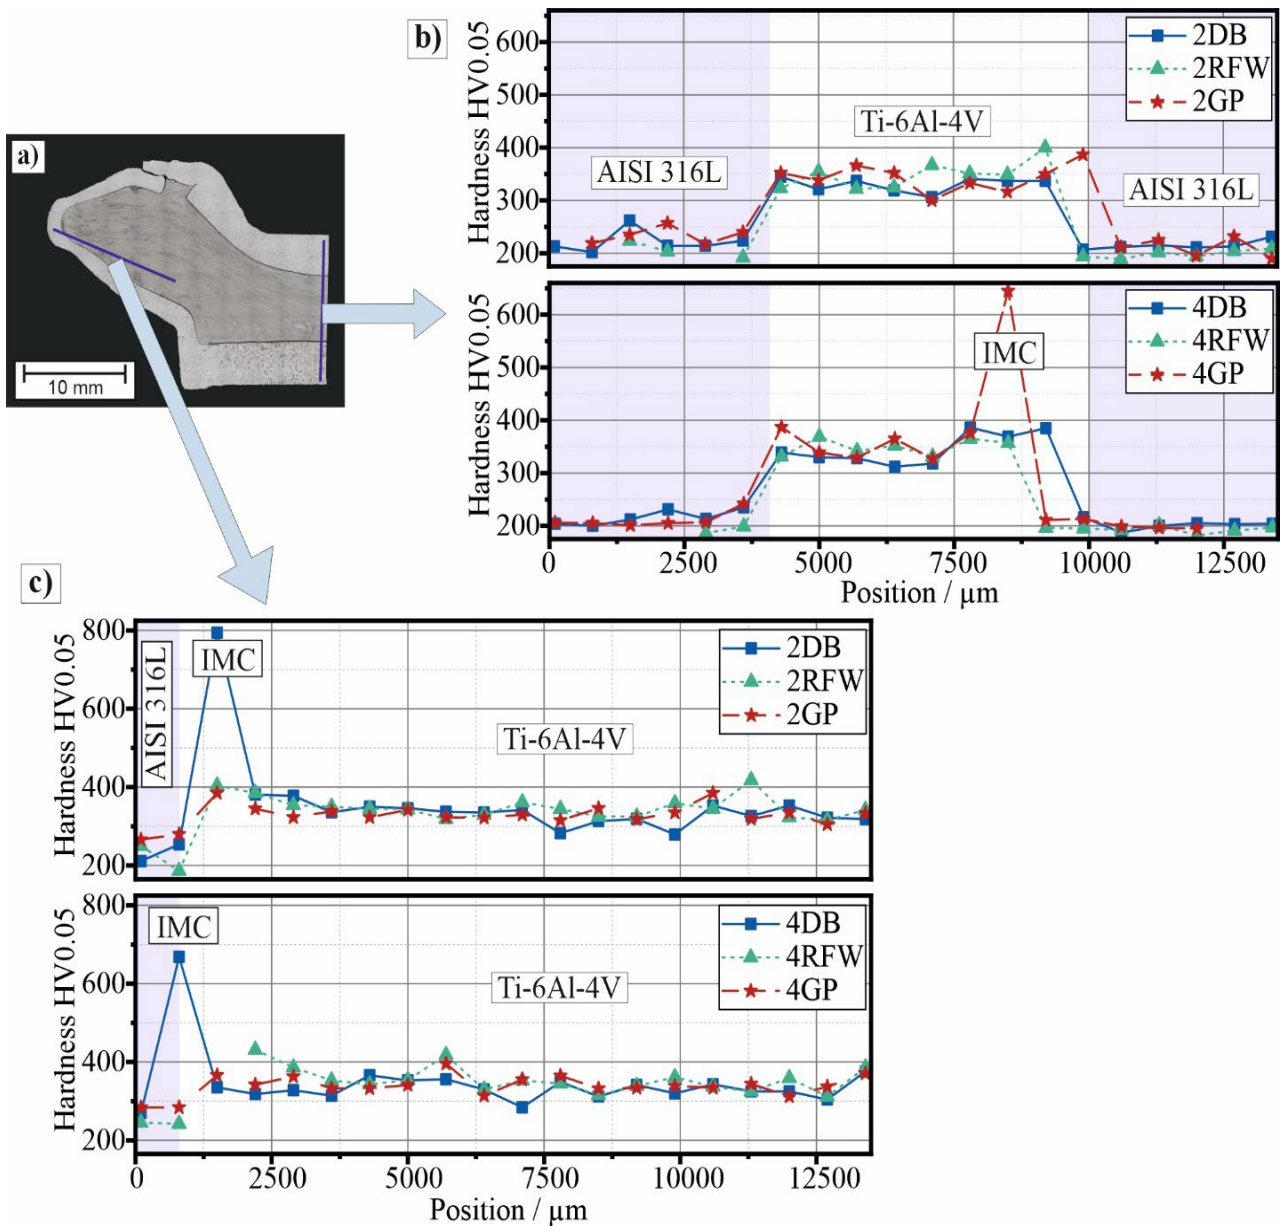 a)
10 mm
b)
Hardness HV0.05
600
500
400
300
200
AISI 316L
Ti-6Al-4V
AISI 316L
2DB
2RFW
2GP
Hardness HV0.05
600
500
400
300
200
IMC
4DB
4RFW
4GP
0
2500
5000
7500
10000
12500
Position / µm
c)
Hardness HV0.05
800
600
400
200
AISI 316L
IMC
Ti-6Al-4V
2DB
2RFW
2GP
Hardness HV0.05
800
600
400
200
IMC
Ti-6Al-4V
4DB
4RFW
4GP
0
2500
5000
7500
10000
12500
Position / µm